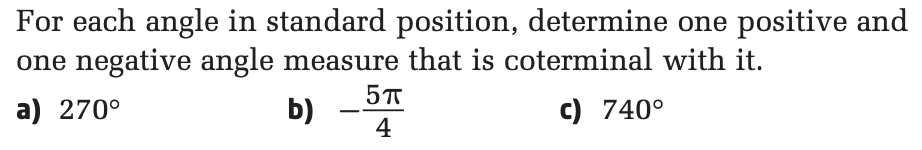 For each angle in standard position, determine one positive and
one negative angle measure that is coterminal with it.
a) 270° b) −5π/4 c) 740°